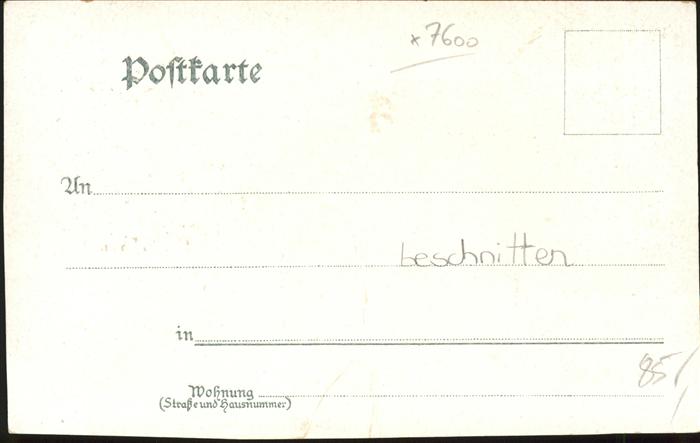 x 7600
Postkarte
An
beschnitten
in
Wohnung
(Straße und Hausnummer)
85,